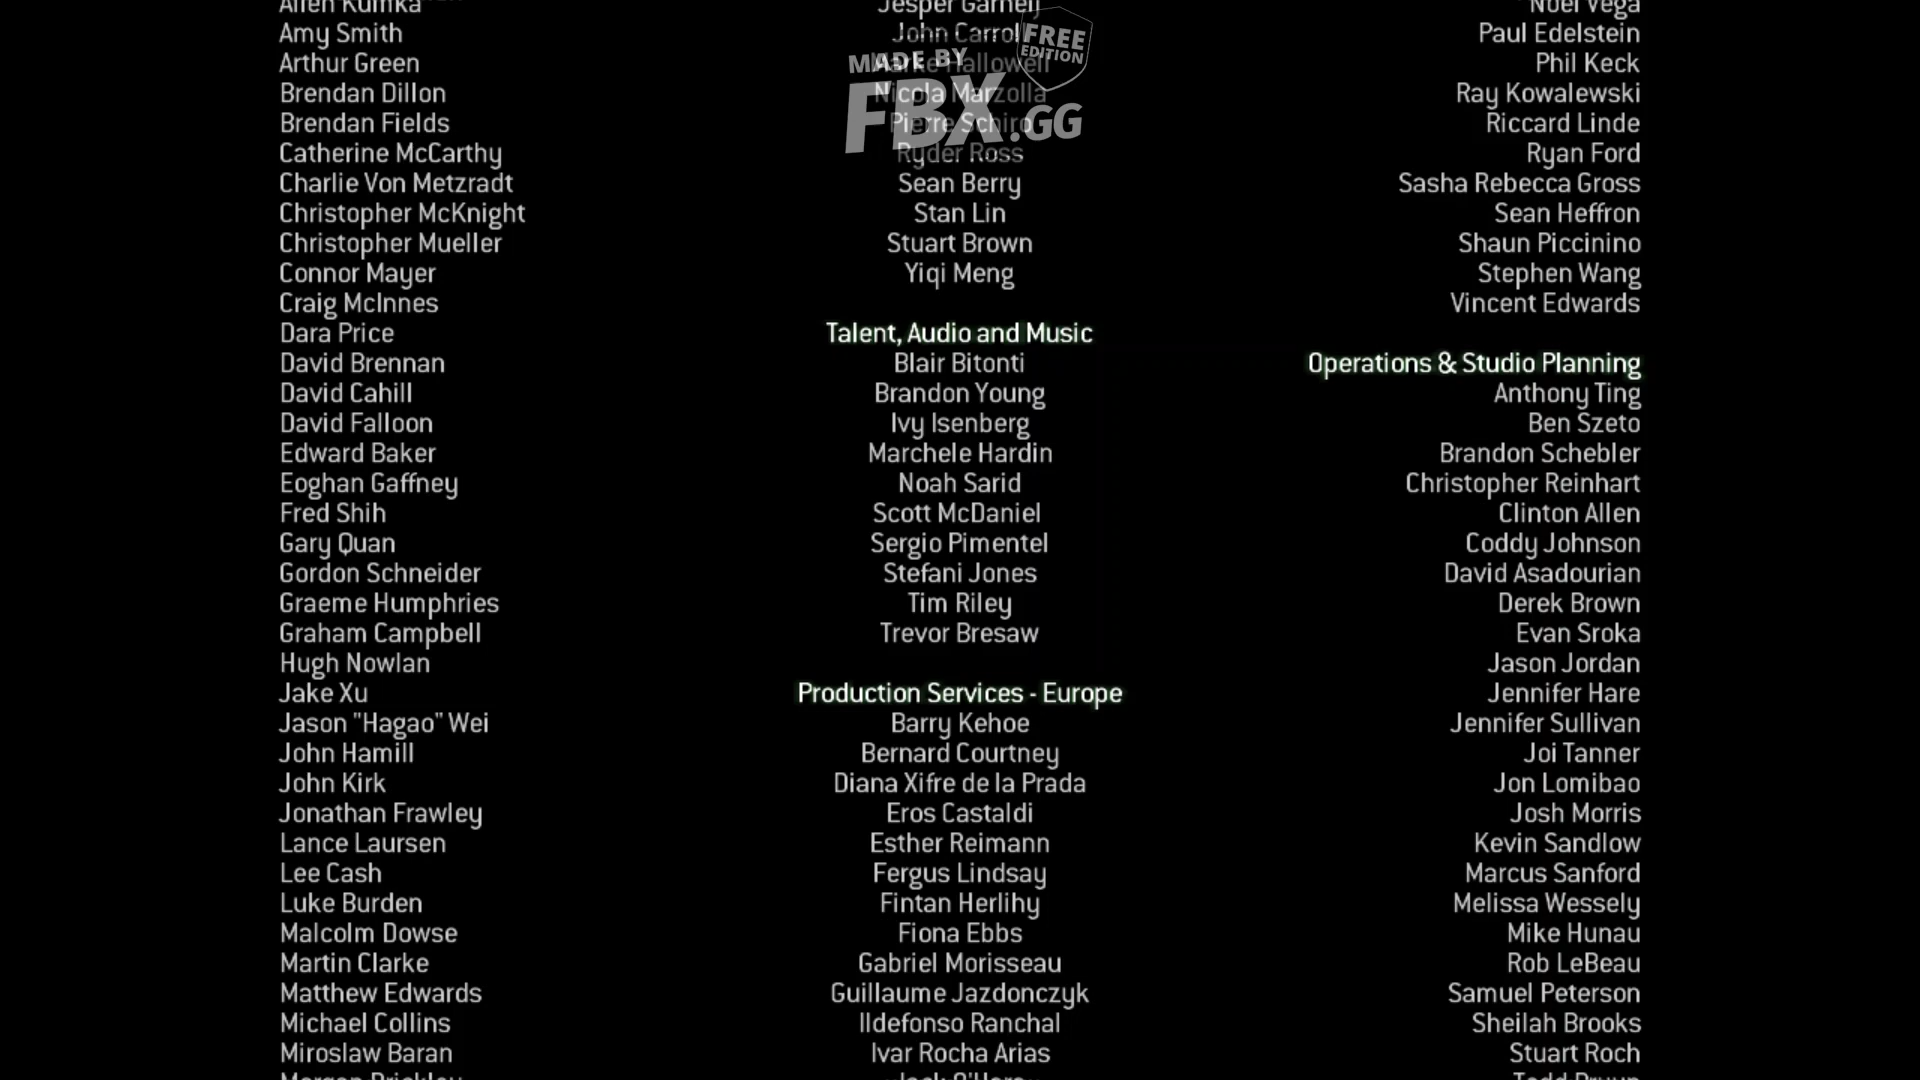 Amy Smith
Arthur Green
Brendan Dillon
Brendan Fields
Catherine McCarthy
Charlie Von Metzradt
Christopher McKnight
Christopher Mueller
Connor Mayer
Craig McInnes
Dara Price
David Brennan
David Cahill
David Falloon
Edward Baker
Eoghan Gaffney
Fred Shih
Gary Quan
Gordon Schneider
Graeme Humphries
Graham Campbell
Hugh Nowlan
Jake Xu
Jason "Hagao" Wei
John Hamill
John Kirk
Jonathan Frawley
Lance Laursen
Lee Cash
Luke Burden
Malcolm Dowse
Martin Clarke
Matthew Edwards
Michael Collins
Miroslaw Baran
John Carroll
Hallowell
Nicola Marzolla
Pierre Schiro
Ryder Ross
Sean Berry
Stan Lin
Stuart Brown
Yiqi Meng
Talent, Audio and Music
Blair Bitonti
Brandon Young
Ivy Isenberg
Marchele Hardin
Noah Sarid
Scott McDaniel
Sergio Pimentel
Stefani Jones
Tim Riley
Trevor Bresaw
Production Services - Europe
Barry Kehoe
Bernard Courtney
Diana Xifre de la Prada
Eros Castaldi
Esther Reimann
Fergus Lindsay
Fintan Herlihy
Fiona Ebbs
Gabriel Morisseau
Guillaume Jazdonczyk
Ildefonso Ranchal
Ivar Rocha Arias
Noel Vega
Paul Edelstein
Phil Keck
Ray Kowalewski
Riccard Linde
Ryan Ford
Sasha Rebecca Gross
Sean Heffron
Shaun Piccinino
Stephen Wang
Vincent Edwards
Operations & Studio Planning
Anthony Ting
Ben Szeto
Brandon Schebler
Christopher Reinhart
Clinton Allen
Coddy Johnson
David Asadourian
Derek Brown
Evan Sroka
Jason Jordan
Jennifer Hare
Jennifer Sullivan
Joi Tanner
Jon Lomibao
Josh Morris
Kevin Sandlow
Marcus Sanford
Melissa Wessely
Mike Hunau
Rob LeBeau
Samuel Peterson
Sheilah Brooks
Stuart Roch
MADE BY
FBX.GG
FREE
EDITION